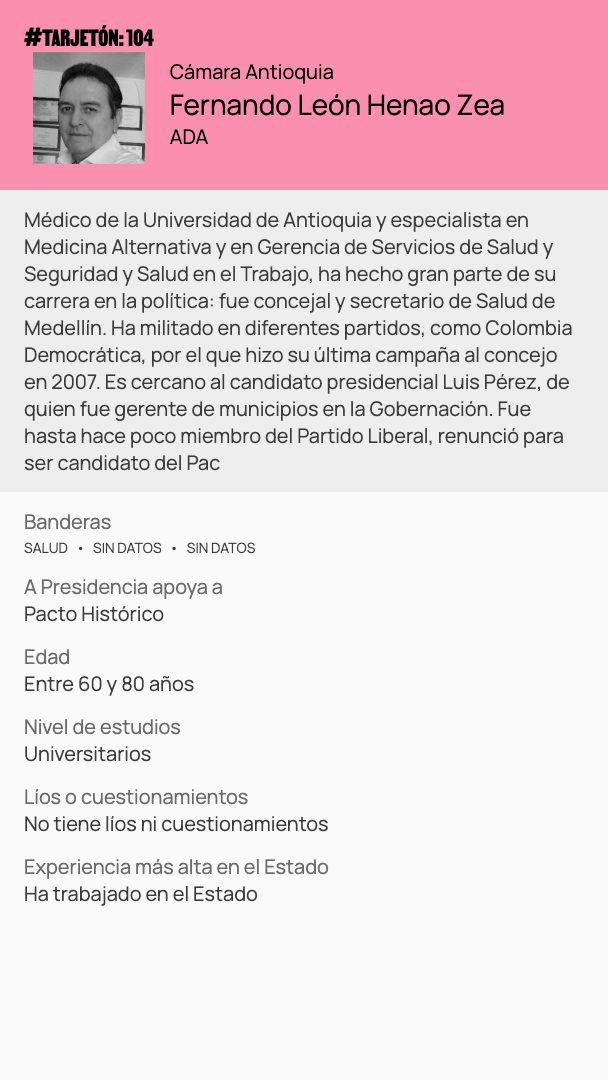 #TARJETÓN: 104
Cámara Antioquia
Fernando León Henao Zea
ADA
Médico de la Universidad de Antioquia y especialista en
Medicina Alternativa y en Gerencia de Servicios de Salud y
Seguridad y Salud en el Trabajo, ha hecho gran parte de su
carrera en la política: fue concejal y secretario de Salud de
Medellín. Ha militado en diferentes partidos, como Colombia
Democrática, por el que hizo su última campaña al concejo
en 2007. Es cercano al candidato presidencial Luis Pérez, de
quien fue gerente de municipios en la Gobernación. Fue
hasta hace poco miembro del Partido Liberal, renunció para
ser candidato del Pac
Banderas
SALUD • SIN DATOS • SIN DATOS
A Presidencia apoya a
Pacto Histórico
Edad
Entre 60 y 80 años
Nivel de estudios
Universitarios
Líos o cuestionamientos
No tiene líos ni cuestionamientos
Experiencia más alta en el Estado
Ha trabajado en el Estado